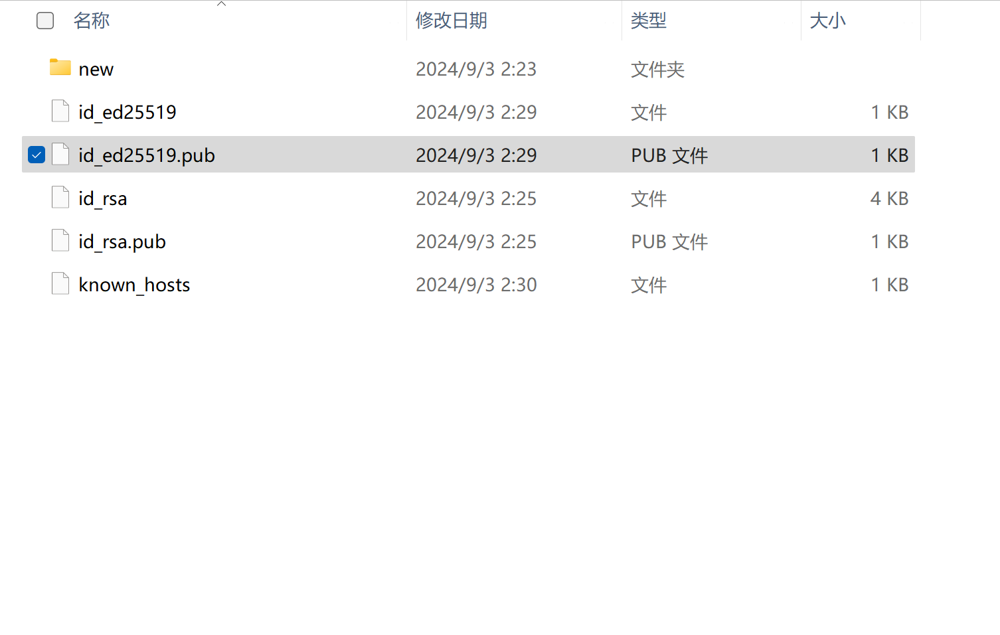 名称 修改日期 类型 大小
new 2024/9/3 2:23 文件夹
id_ed25519 2024/9/3 2:29 文件 1 KB
id_ed25519.pub 2024/9/3 2:29 PUB 文件 1 KB
id_rsa 2024/9/3 2:25 文件 4 KB
id_rsa.pub 2024/9/3 2:25 PUB 文件 1 KB
known_hosts 2024/9/3 2:30 文件 1 KB